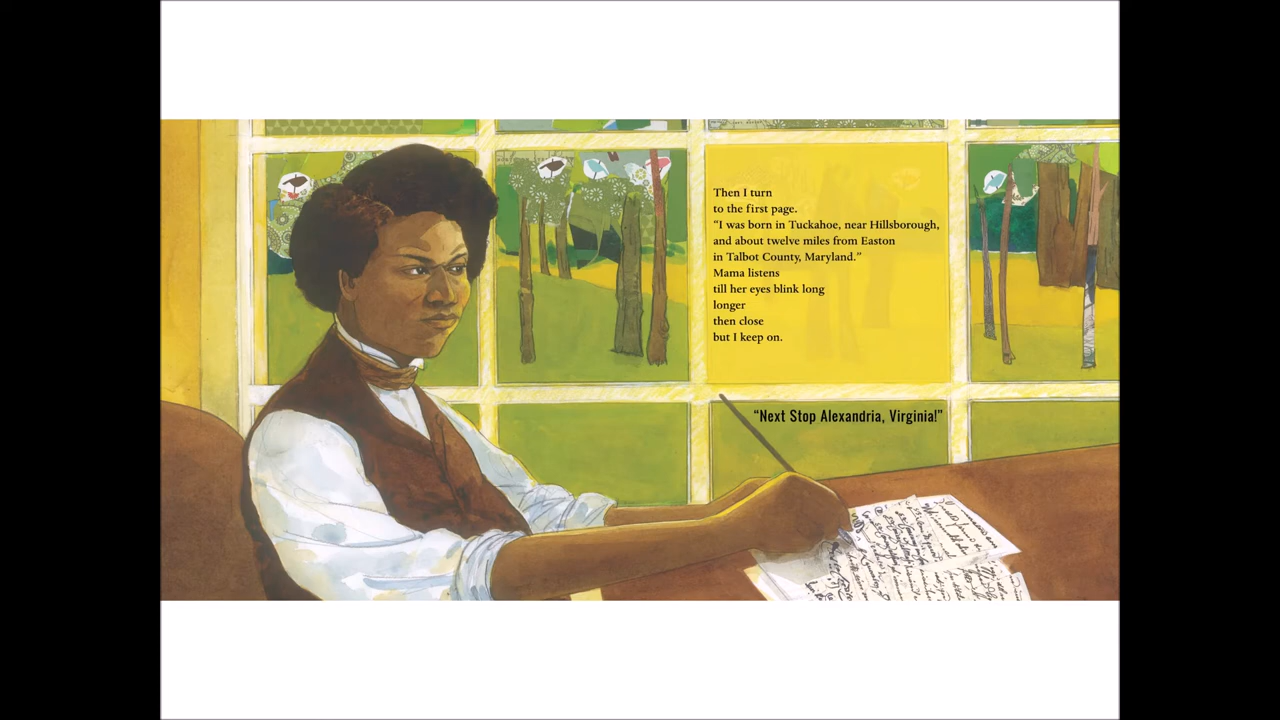 Then I turn
to the first page.
“I was born in Tuckahoe, near Hillsborough,
and about twelve miles from Easton
in Talbot County, Maryland.”
Mama listens
till her eyes blink long
longer
then close
but I keep on.
“Next Stop Alexandria, Virginia!"